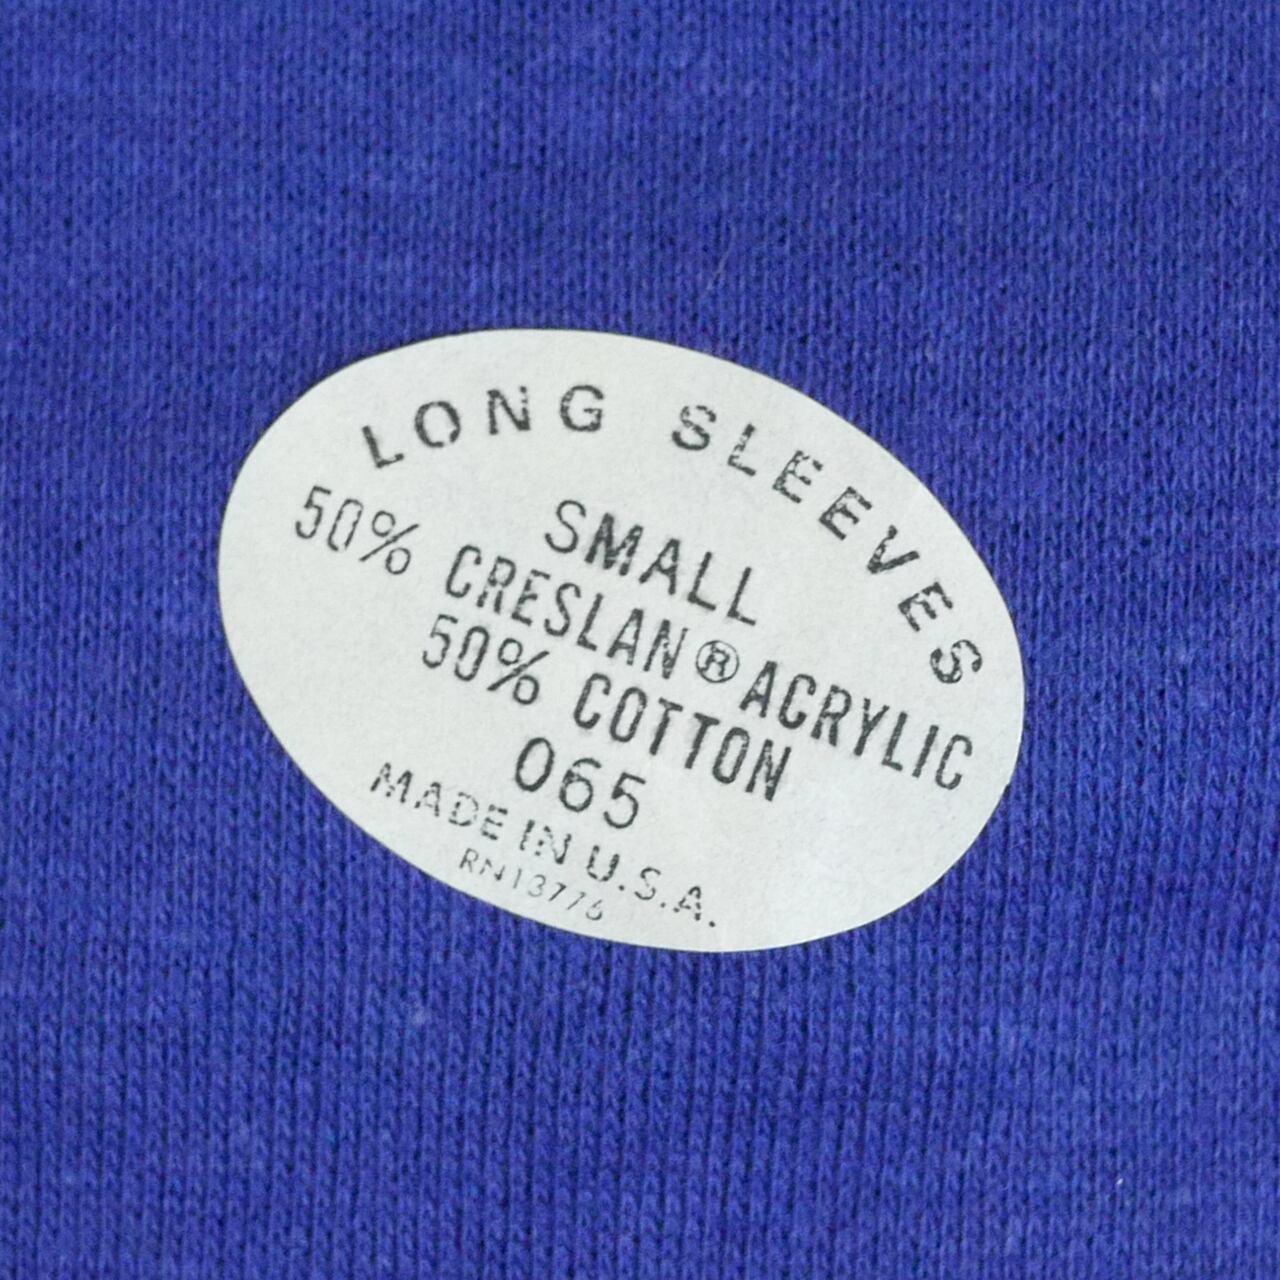 LONG SLEEVES
SMALL
50% CRESLAN® ACRYLIC
50% COTTON
065
MADE IN U.S.A.
RN13776